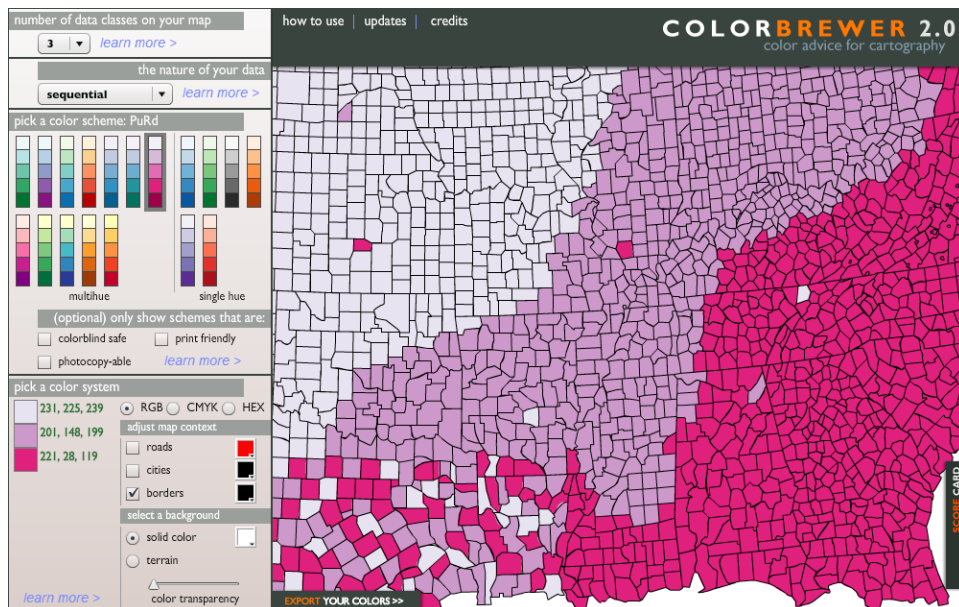 number of data classes on your map
3
learn more >
the nature of your data
sequential
learn more >
pick a color scheme: PuRd
multihue
single hue
(optional) only show schemes that are:
colorblind safe
print friendly
photocopy-able
learn more >
pick a color system
231, 225, 239
201, 148, 199
221, 28, 119
RGB
CMYK
HEX
adjust map context
roads
cities
borders
select a background
solid color
terrain
color transparency
learn more >
how to use
updates
credits
COLORBREWER 2.0
color advice for cartography
SCORE CARD
EXPORT YOUR COLORS >>